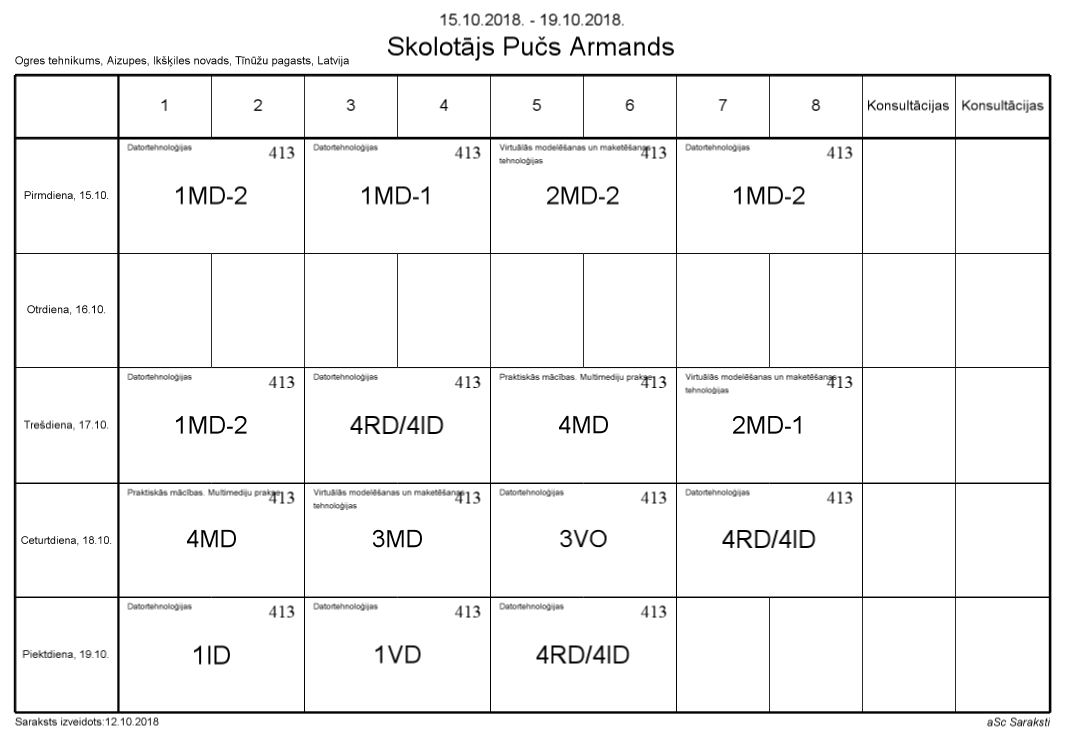 15.10.2018. - 19.10.2018.
Skolotājs Pučs Armands
Ogres tehnikums, Aizupes, Ikšķiles novads, Tīnūžu pagasts, Latvija
1 2 3 4 5 6 7 8 Konsultācijas Konsultācijas
Pirmdiena, 15.10.
Datortehnoloģijas 413
1MD-2
Datortehnoloģijas 413
1MD-1
Virtuālās modelēšanas un maketēšanas 413
tehnoloģijas
2MD-2
Datortehnoloģijas 413
1MD-2
Otrdiena, 16.10.
Trešdiena, 17.10.
Datortehnoloģijas 413
1MD-2
Datortehnoloģijas 413
4RD/4ID
Praktiskās mācības. Multimediju prakse 413
4MD
Virtuālās modelēšanas un maketēšanas 413
tehnoloģijas
2MD-1
Ceturtdiena, 18.10.
Praktiskās mācības. Multimediju prakse 413
4MD
Virtuālās modelēšanas un maketēšanas 413
tehnoloģijas
3MD
Datortehnoloģijas 413
3VO
Datortehnoloģijas 413
4RD/4ID
Piektdiena, 19.10.
Datortehnoloģijas 413
1ID
Datortehnoloģijas 413
1VD
Datortehnoloģijas 413
4RD/4ID
Saraksts izveidots:12.10.2018
aSc Saraksti